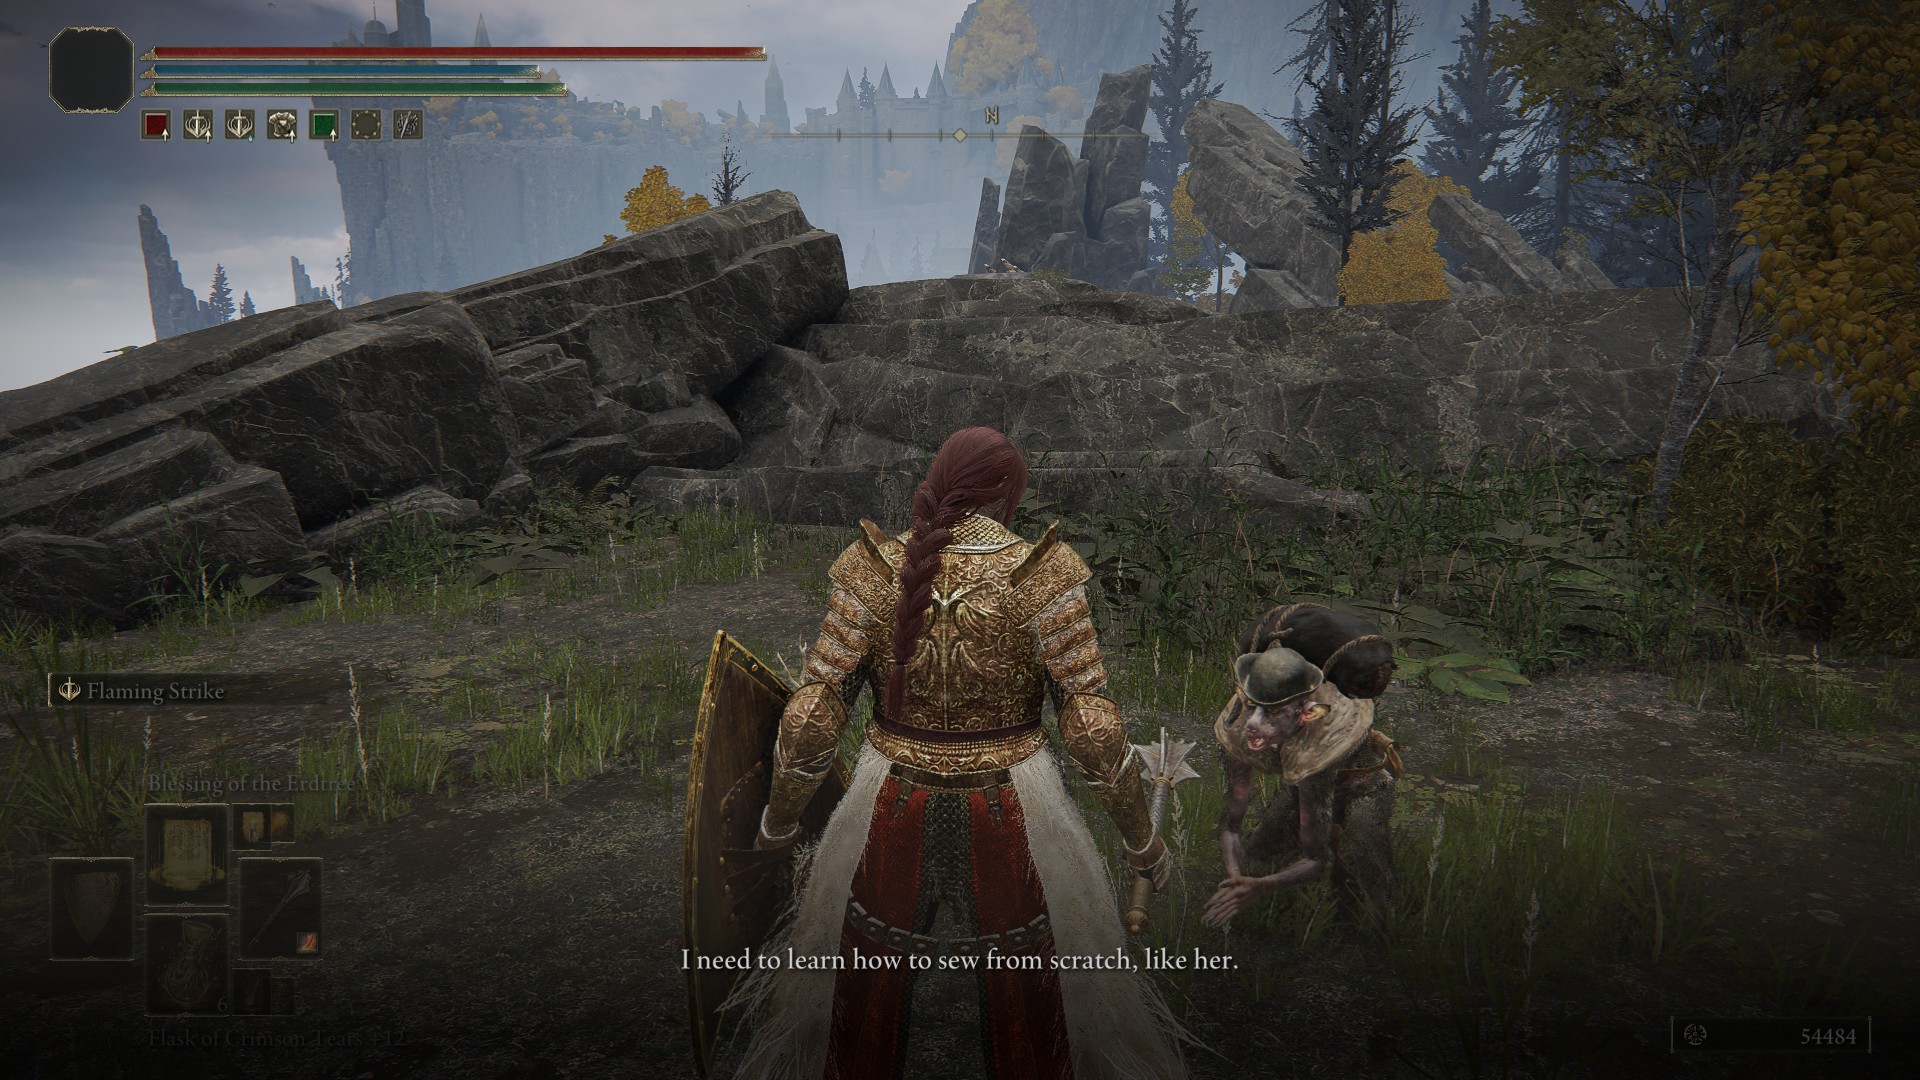 N
Flaming Strike
Blessing of the Erdtree
6
Flask of Crimson Tears +12
I need to learn how to sew from scratch, like her.
54484